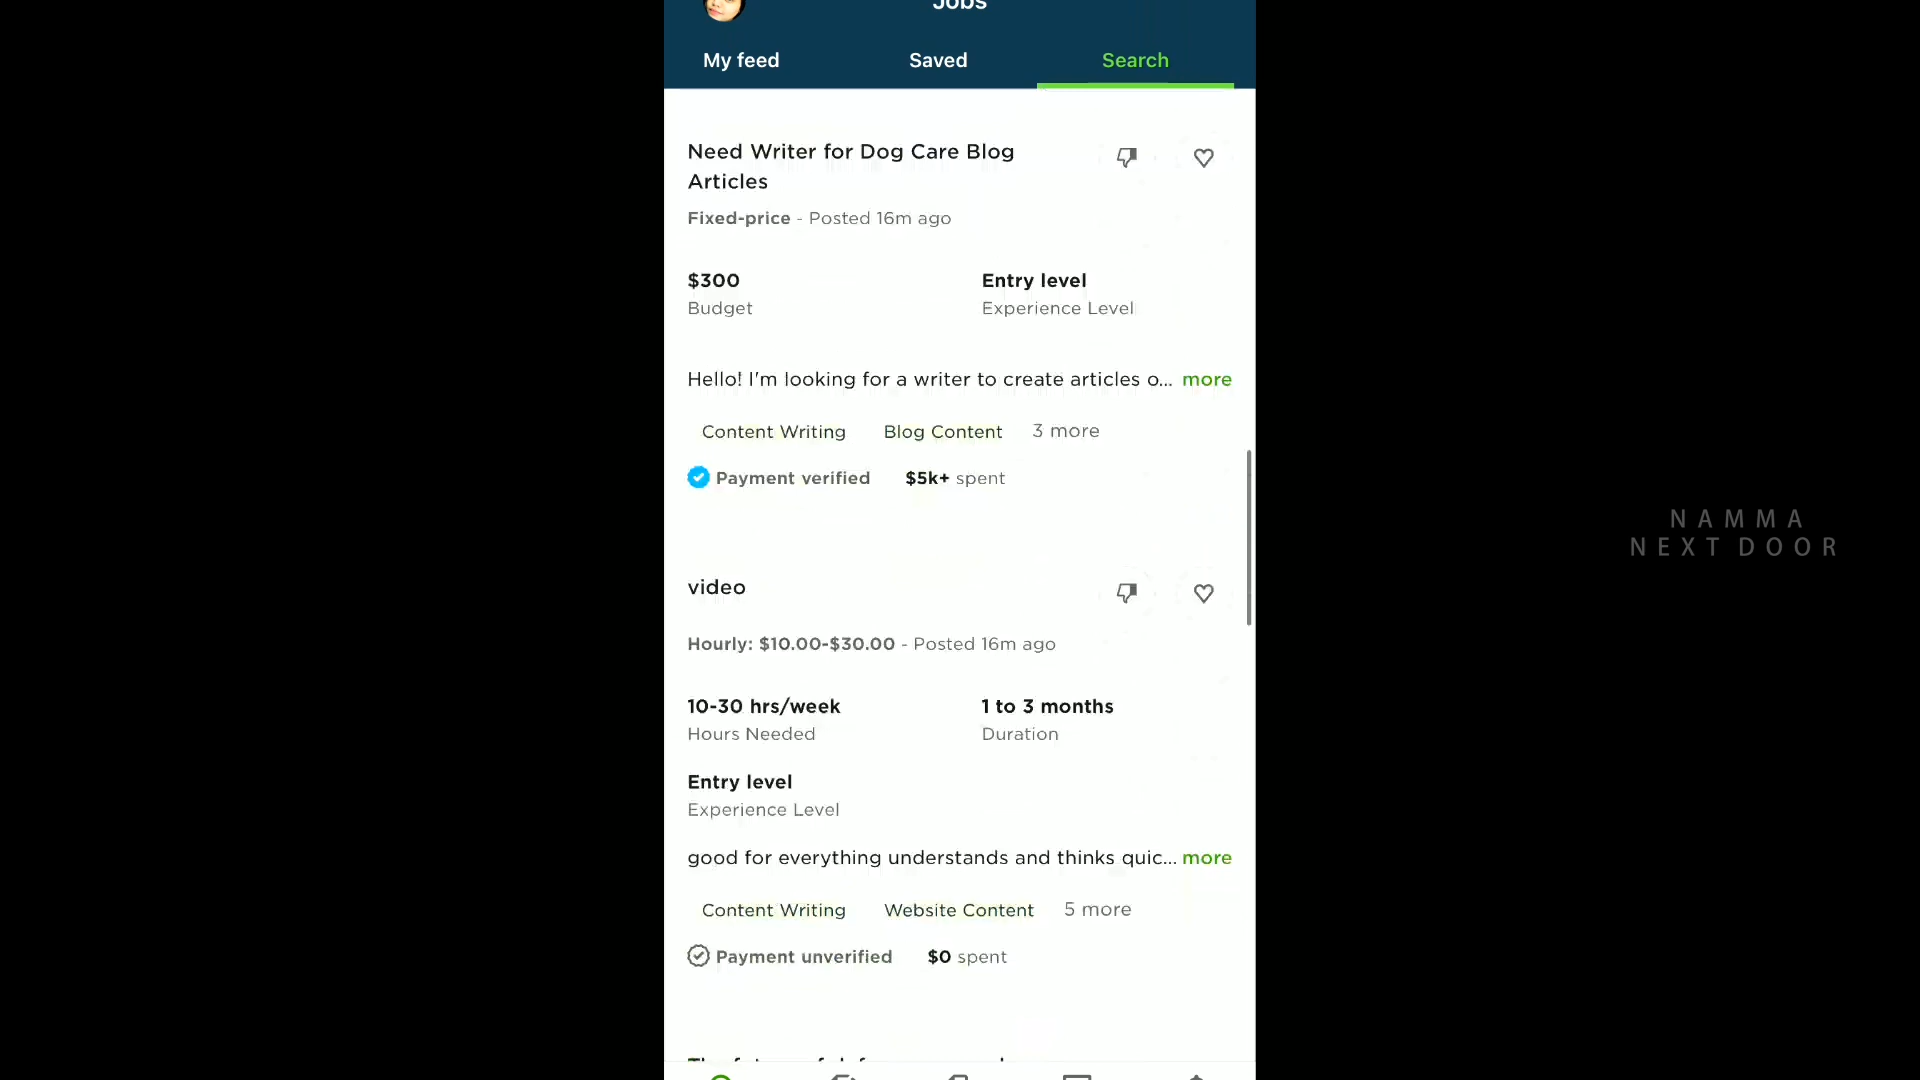 Jobs
My feed Saved Search
Need Writer for Dog Care Blog
Articles
Fixed-price - Posted 16m ago
$300 Entry level
Budget Experience Level
Hello! I'm looking for a writer to create articles o... more
Content Writing Blog Content 3 more
Payment verified $5k+ spent
video
Hourly: $10.00-$30.00 - Posted 16m ago
10-30 hrs/week 1 to 3 months
Hours Needed Duration
Entry level
Experience Level
good for everything understands and thinks quic... more
Content Writing Website Content 5 more
Payment unverified $0 spent
NAMMA
NEXT DOOR